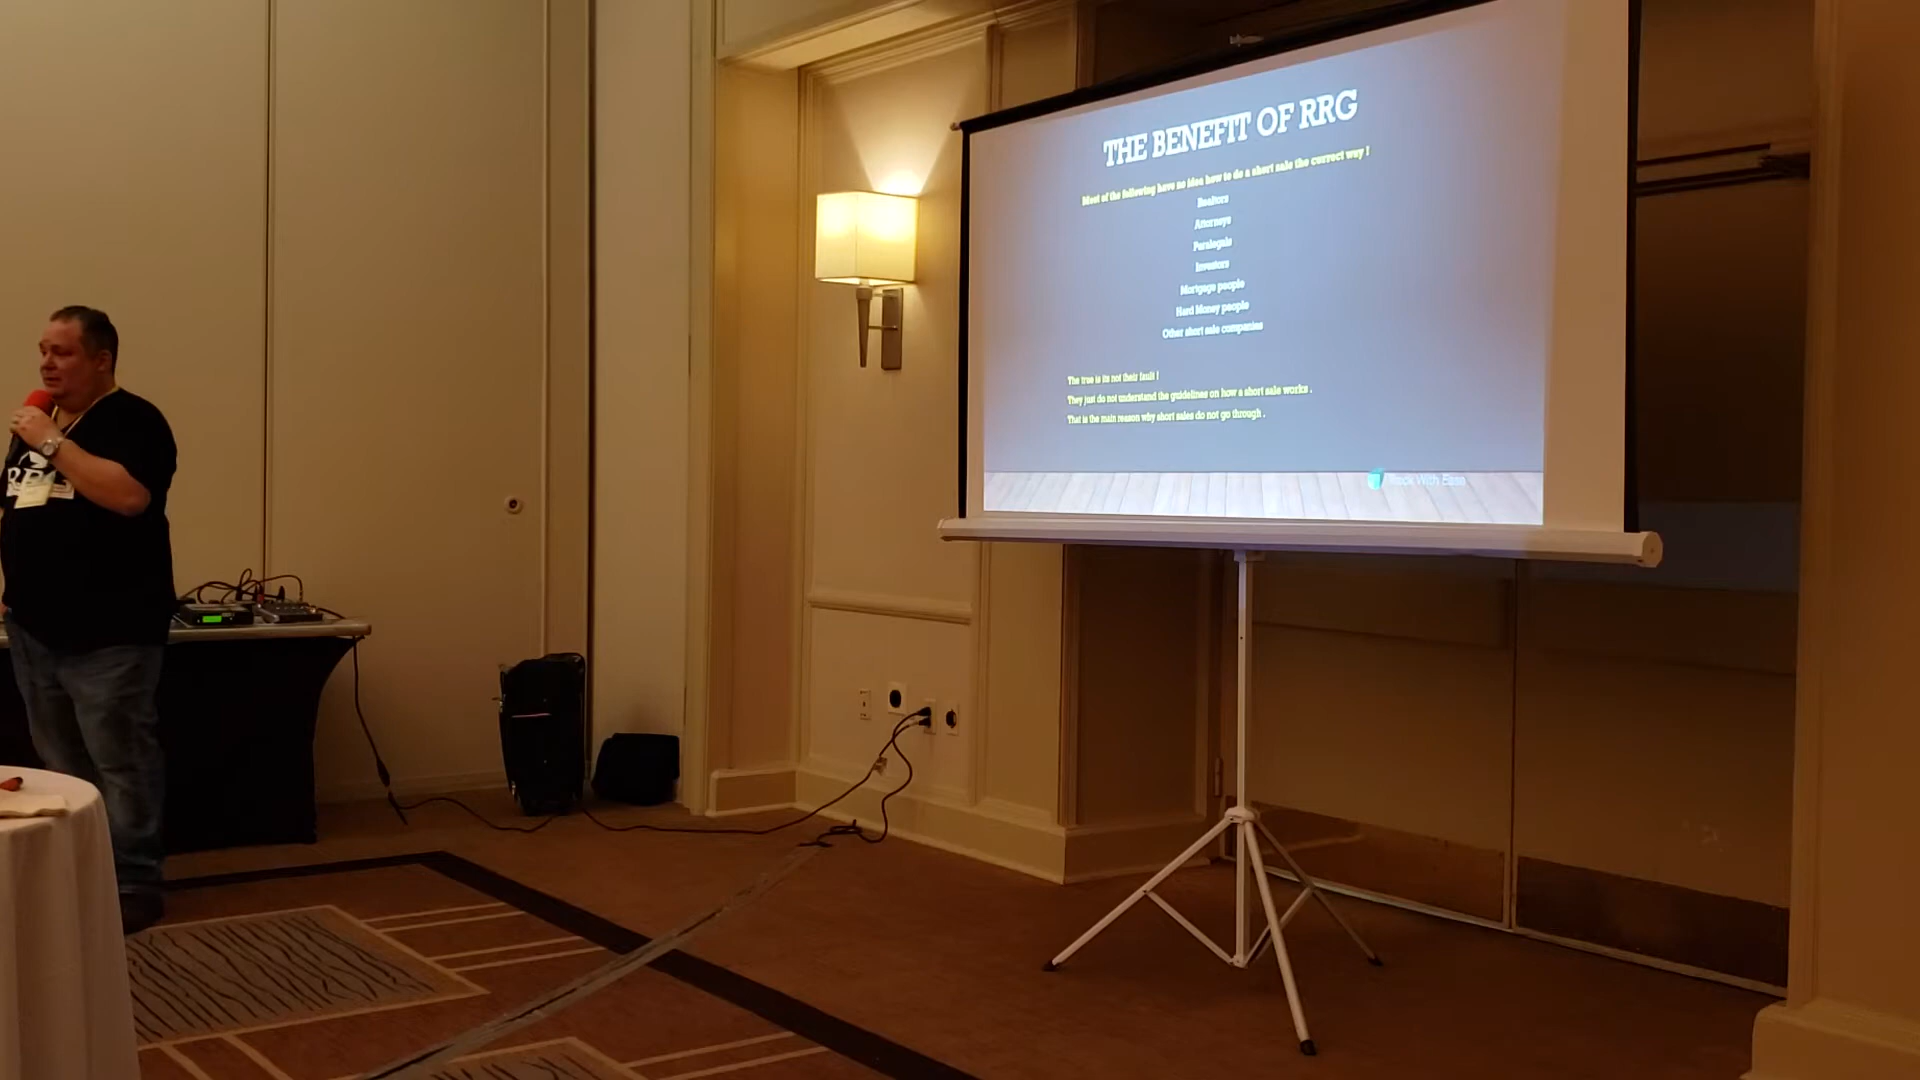 THE BENEFIT OF RRG
Most of the following have no idea how to do a short sale the correct way !
Realtors
Attorneys
Paralegals
Investors
Mortgage people
Hard Money people
Other short sale companies
The true is its not their fault !
They just do not understand the guidelines on how a short sale works .
That is the main reason why short sales do not go through .
Track With Ease